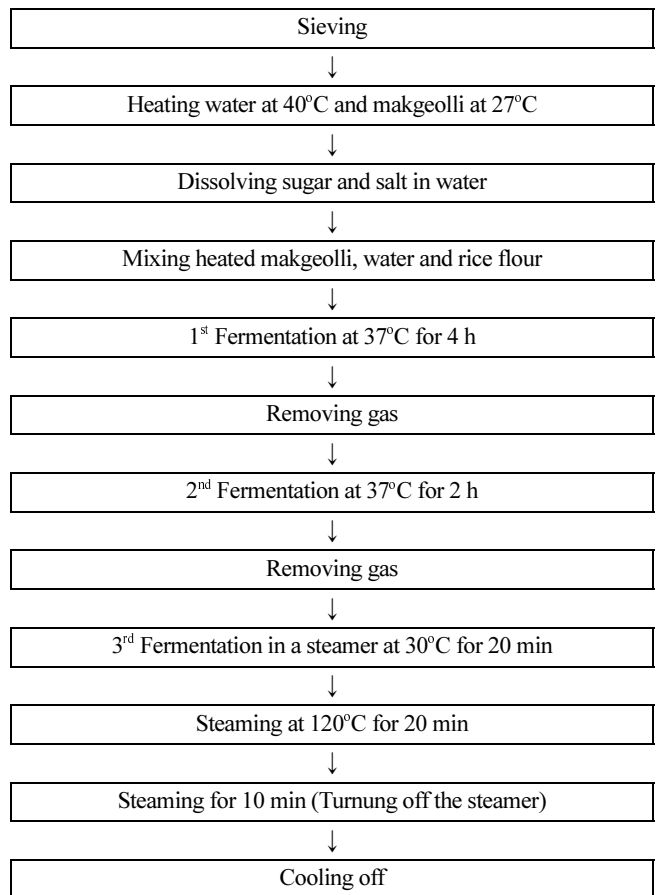 Sieving
↓
Heating water at 40°C and makgeolli at 27°C
↓
Dissolving sugar and salt in water
↓
Mixing heated makgeolli, water and rice flour
↓
1st Fermentation at 37°C for 4 h
↓
Removing gas
↓
2nd Fermentation at 37°C for 2 h
↓
Removing gas
↓
3rd Fermentation in a steamer at 30°C for 20 min
↓
Steaming at 120°C for 20 min
↓
Steaming for 10 min (Turnung off the steamer)
↓
Cooling off